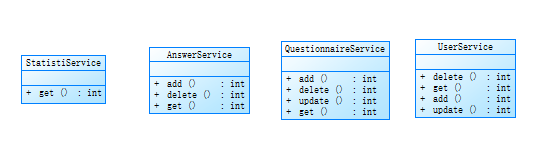 StatistiService
+ get () : int
AnswerService
+ add () : int
+ delete () : int
+ get () : int
QuestionnaireService
+ add () : int
+ delete () : int
+ update () : int
+ get () : int
UserService
+ delete () : int
+ get () : int
+ add () : int
+ update () : int